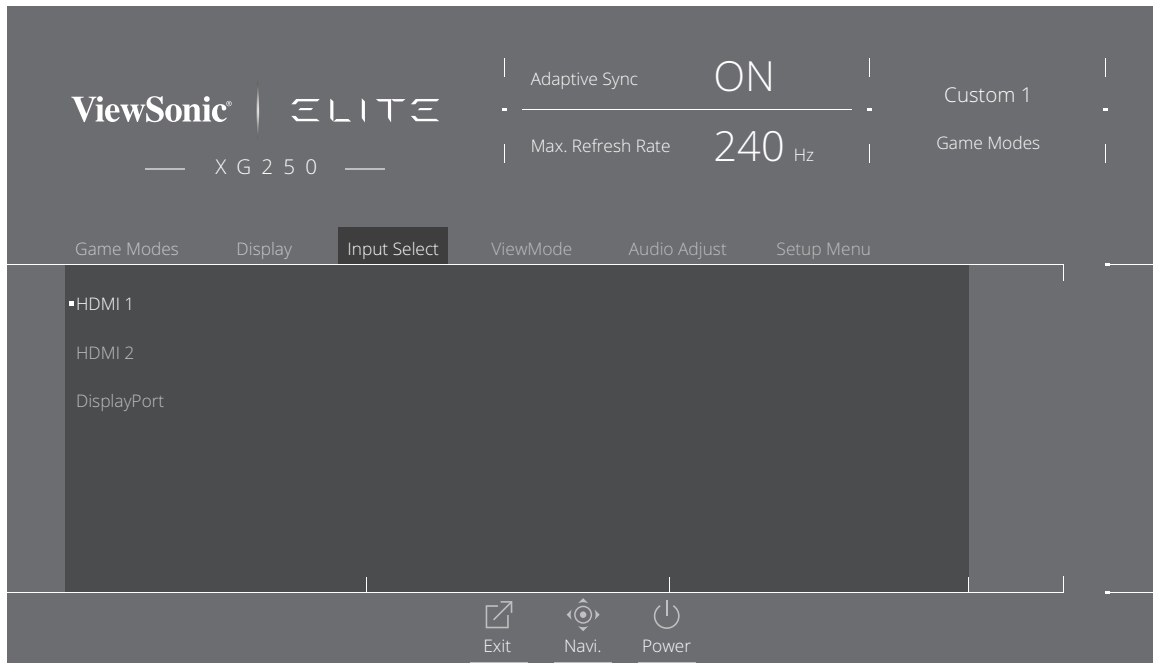 ViewSonic® | ELITE
XG250
Adaptive Sync ON
Max. Refresh Rate 240 Hz
Custom 1
Game Modes
Game Modes Display Input Select ViewMode Audio Adjust Setup Menu
HDMI 1
HDMI 2
DisplayPort
Exit Navi. Power